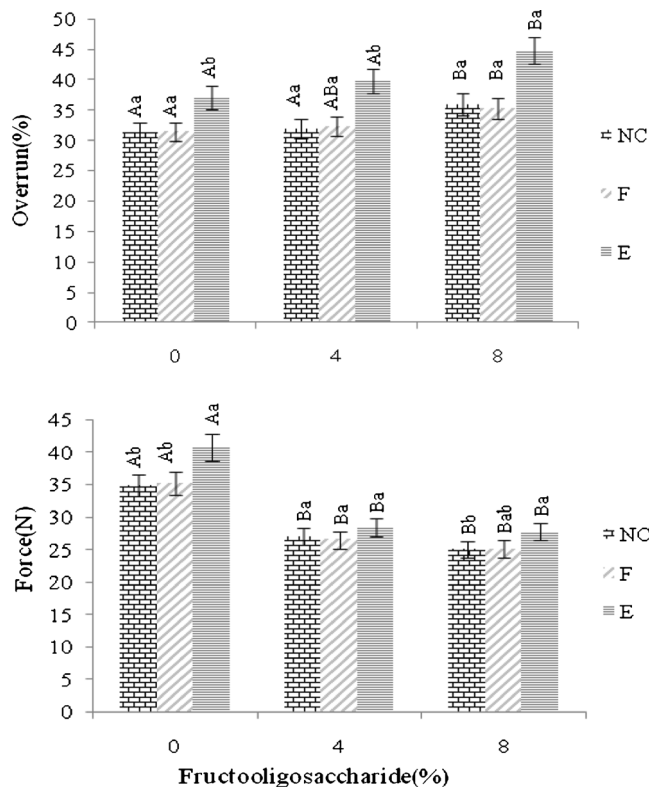 50
45
40
35
30
25
20
15
10
5
0
Overrun(%)
Aa Aa Ab
Aa ABa Ab
Ba Ba Ba
0 4 8
NC
F
E
45
40
35
30
25
20
15
10
5
0
Force(N)
Ab Ab Aa
Ba Ba Ba
Bb Bab Ba
0 4 8
NC
F
E
Fructooligosaccharide(%)